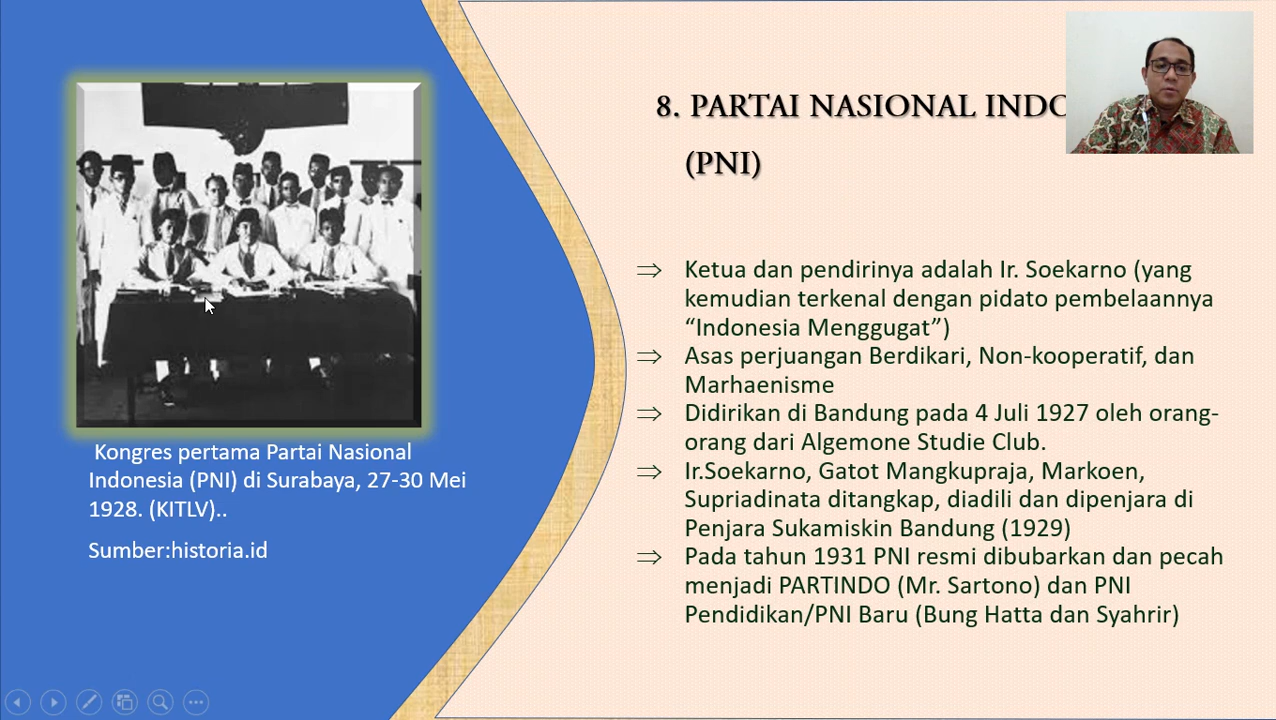 8. PARTAI NASIONAL INDO
(PNI)
⇒ Ketua dan pendirinya adalah Ir. Soekarno (yang
kemudian terkenal dengan pidato pembelaannya
“Indonesia Menggugat”)
⇒ Asas perjuangan Berdikari, Non-kooperatif, dan
Marhaenisme
⇒ Didirikan di Bandung pada 4 Juli 1927 oleh orang-
orang dari Algemone Studie Club.
⇒ Ir.Soekarno, Gatot Mangkupraja, Markoen,
Supriadinata ditangkap, diadili dan dipenjara di
Penjara Sukamiskin Bandung (1929)
⇒ Pada tahun 1931 PNI resmi dibubarkan dan pecah
menjadi PARTINDO (Mr. Sartono) dan PNI
Pendidikan/PNI Baru (Bung Hatta dan Syahrir)
Kongres pertama Partai Nasional
Indonesia (PNI) di Surabaya, 27-30 Mei
1928. (KITLV)..
Sumber:historia.id